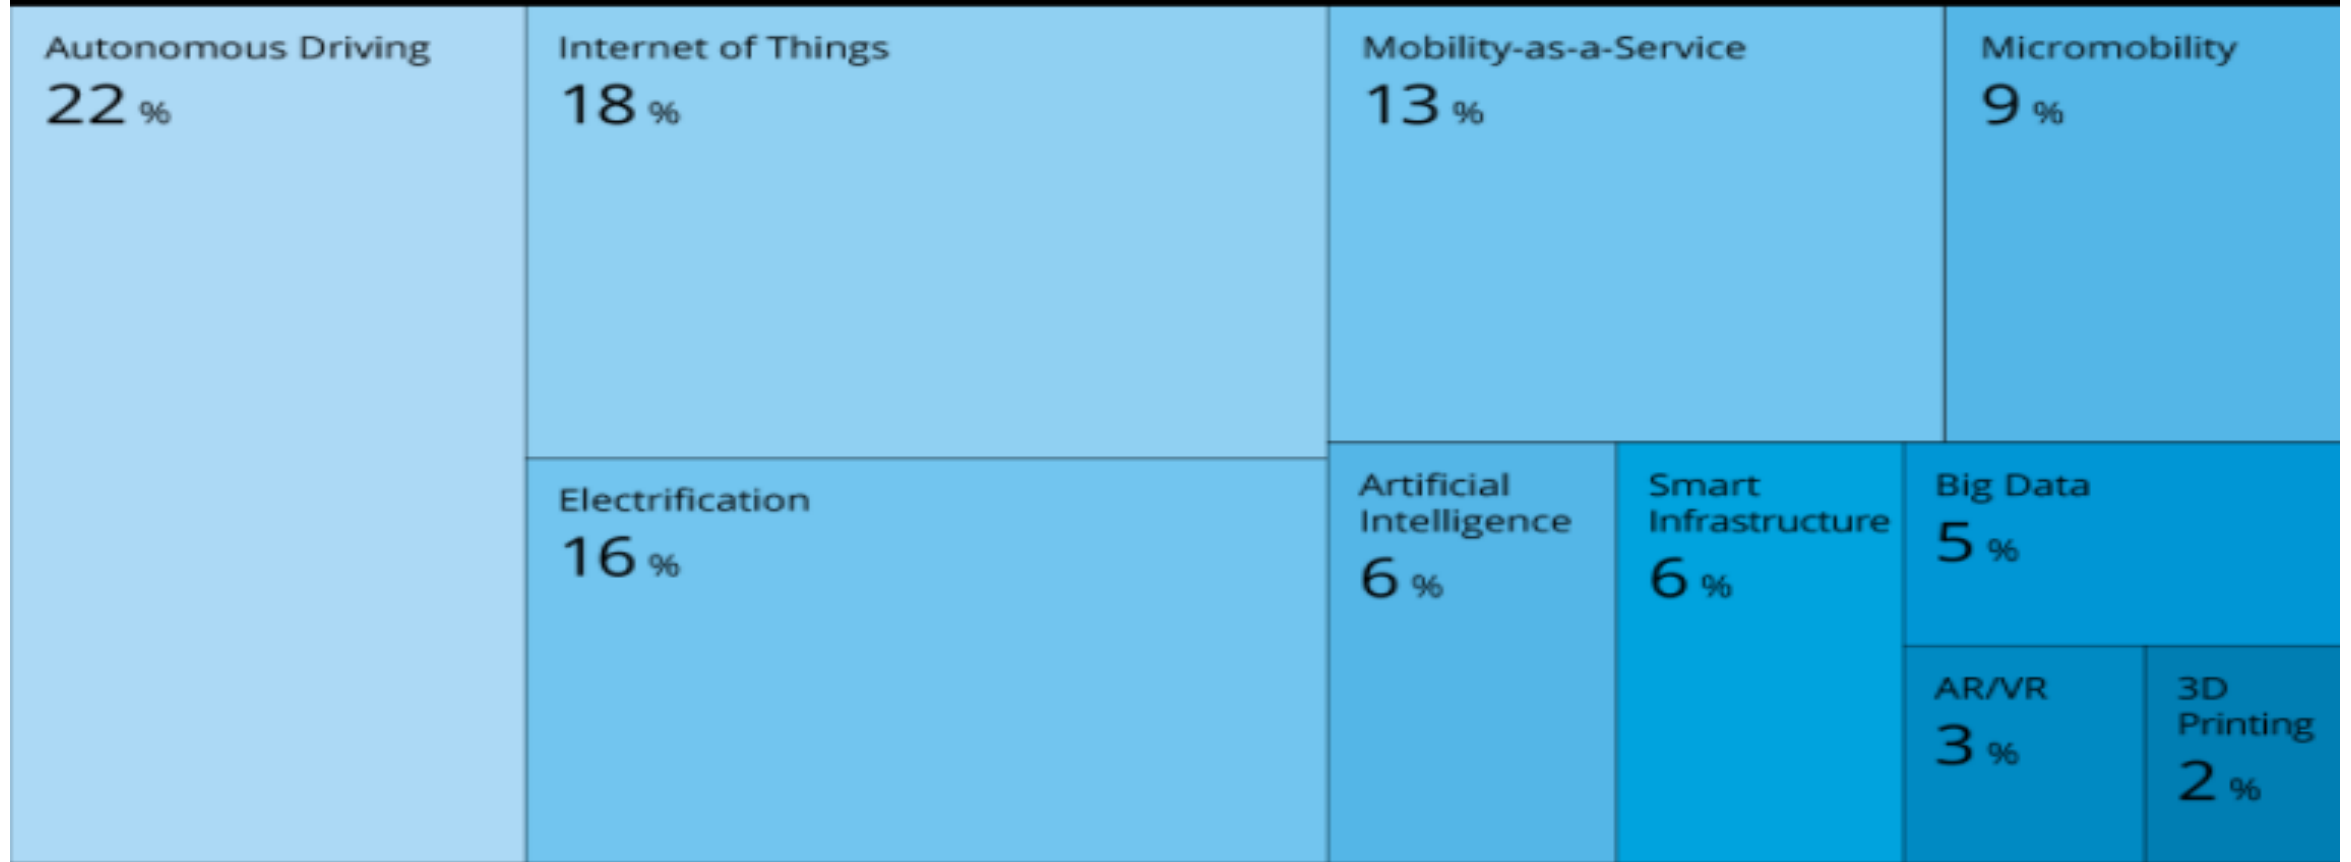 Autonomous Driving
22 %
Internet of Things
18 %
Mobility-as-a-Service
13 %
Micromobility
9 %
Electrification
16 %
Artificial
Intelligence
6 %
Smart
Infrastructure
6 %
Big Data
5 %
AR/VR
3 %
3D
Printing
2 %